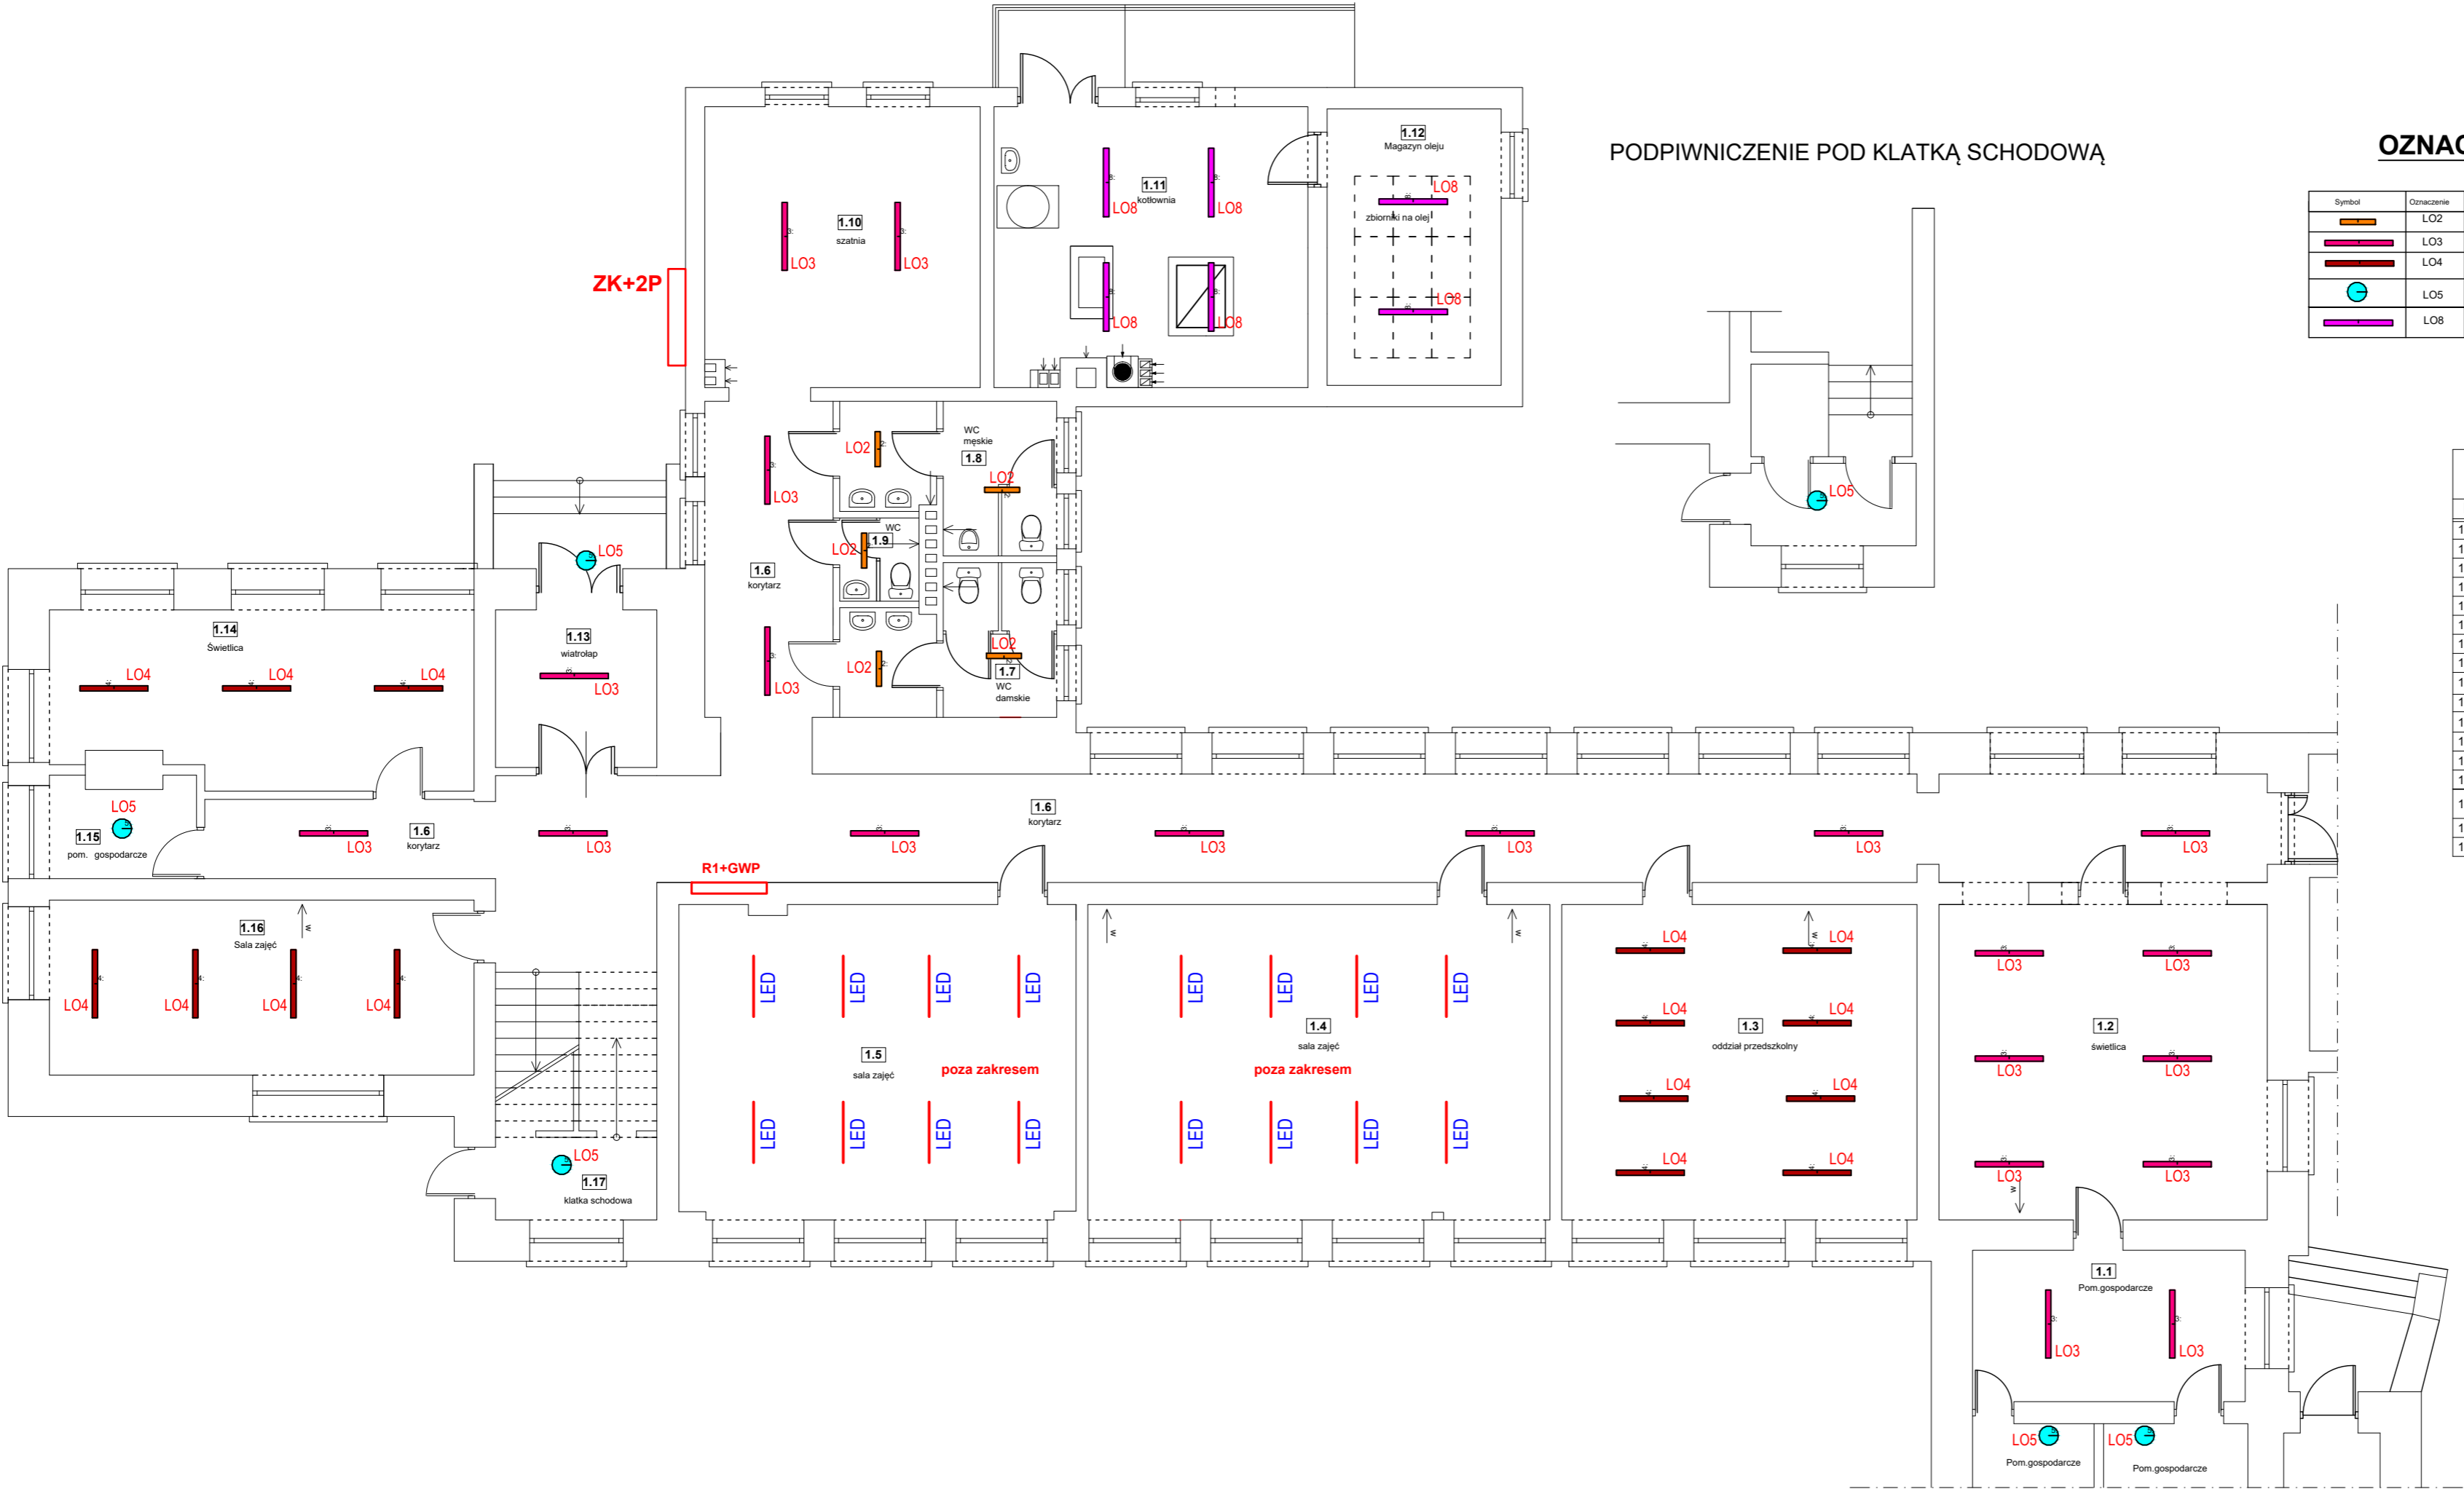 1.12
Magazyn oleju
PODPIWNICZENIE POD KLATKĄ SCHODOWĄ
OZNAC
Symbol Oznaczenie
LO2
LO3
LO4
LO5
LO8
1.11
kotłownia
LO8
LO8
LO8
LO8
LO8
zbiorniki na olej
LO8
1.10
szatnia
LO3
LO3
ZK+2P
WC
męskie
1.8
LO2
LO2
LO3
WC
1.9
LO2
LO5
LO5
1.6
korytarz
1.14
Świetlica
LO4
LO4
LO4
1.13
wiatrołap
LO3
LO3
LO2
LO2
1.7
WC
damskie
LO5
1.15
pom. gospodarcze
1.6
korytarz
1.6
korytarz
LO3
LO3
LO3
LO3
LO3
LO3
LO3
R1+GWP
1.16
Sala zajęć
w
LO4
LO4
LO4
LO4
w
w
w
LED
LED
LED
LED
LED
LED
LED
LED
1.5
sala zajęć
poza zakresem
1.4
sala zajęć
poza zakresem
LED
LED
LED
LED
LED
LED
LED
LED
LO4
LO4
LO4
LO4
1.3
oddział przedszkolny
LO4
LO4
LO4
LO4
LO3
LO3
1.2
świetlica
LO3
LO3
LO3
LO3
w
LO5
1.17
klatka schodowa
1.1
Pom.gospodarcze
LO3
LO3
LO5
LO5
Pom.gospodarcze
Pom.gospodarcze